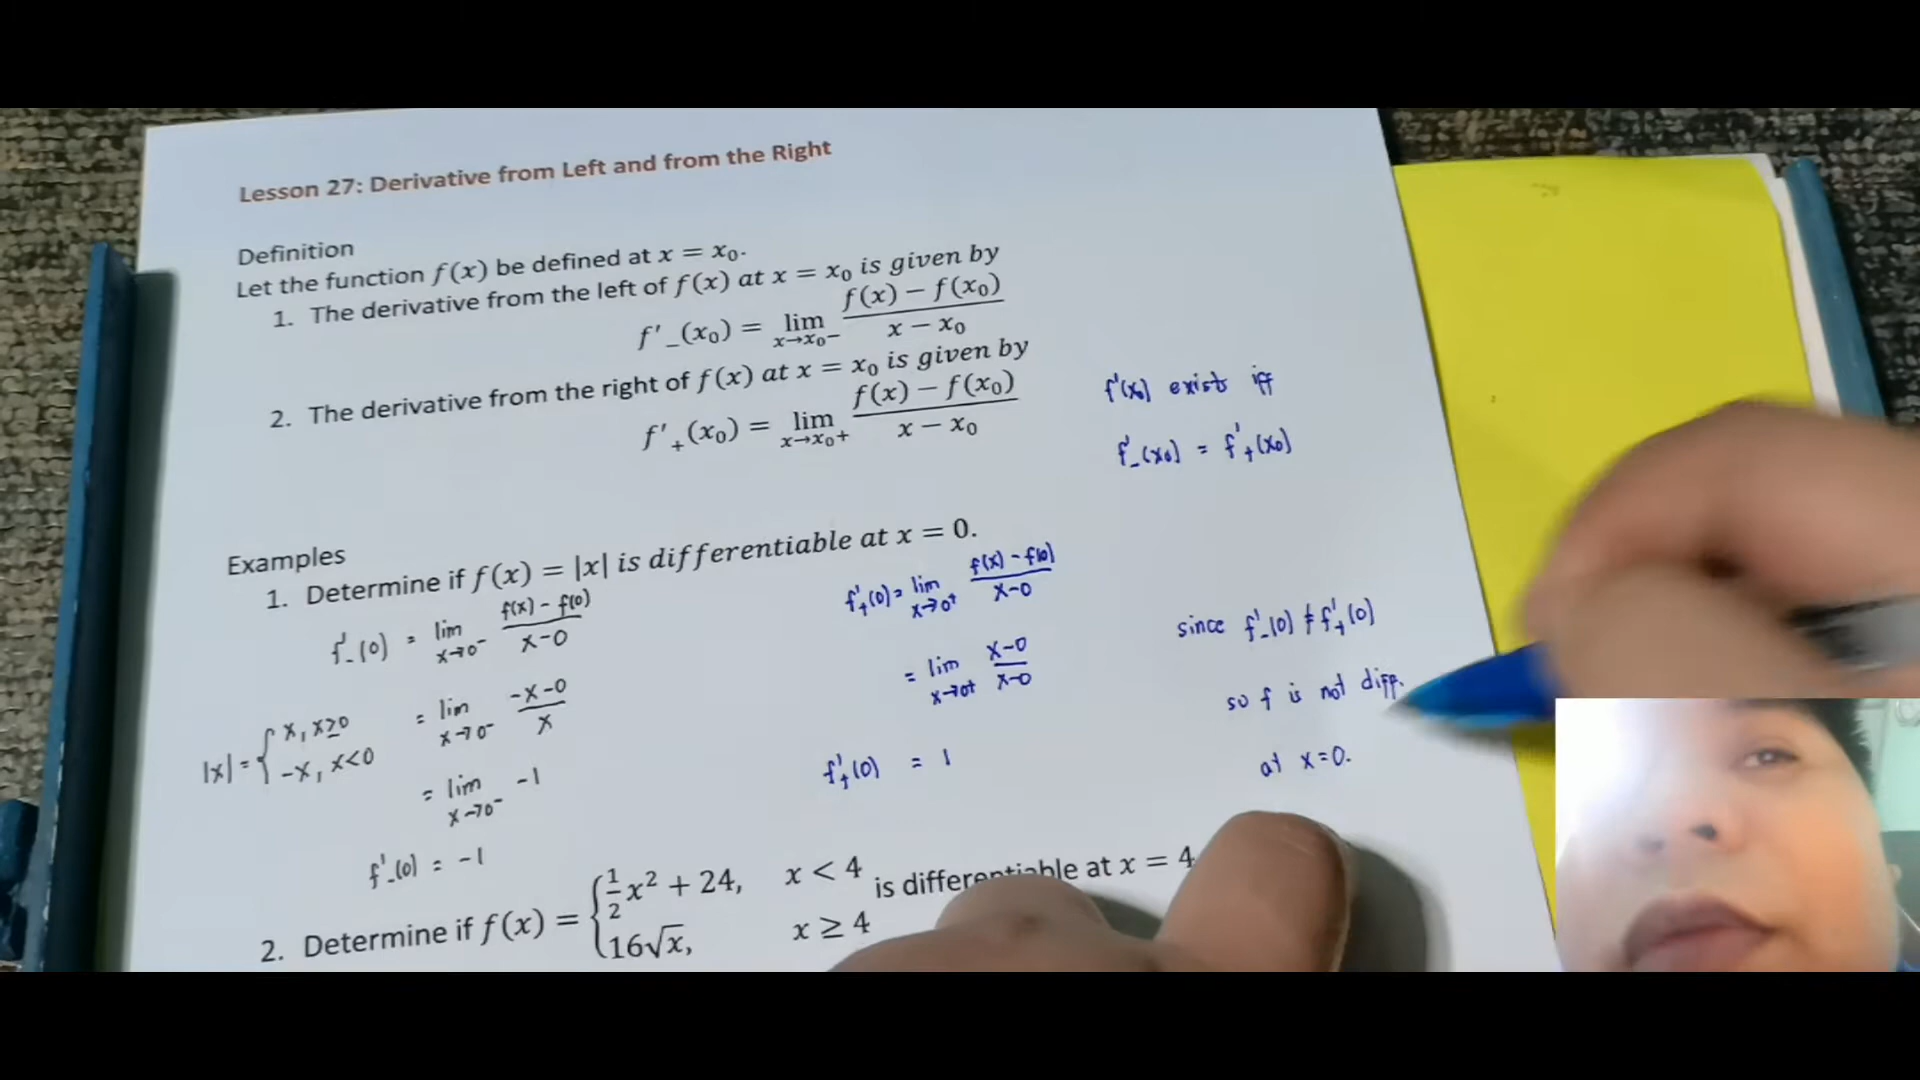 Lesson 27: Derivative from Left and from the Right
Definition
Let the function f(x) be defined at x = x₀.
1. The derivative from the left of f(x) at x = x₀ is given by
f'₋(x₀) = lim x→x₀− (f(x) − f(x₀)) / (x − x₀)
2. The derivative from the right of f(x) at x = x₀ is given by
f'₊(x₀) = lim x→x₀+ (f(x) − f(x₀)) / (x − x₀)
f'(x₀) exists iff
f'₋(x₀) = f'₊(x₀)
Examples
1. Determine if f(x) = |x| is differentiable at x = 0.
f'₋(0) = lim x→0⁻ (f(x) − f(0)) / (x−0)
= lim x→0⁻ (−x−0) / x
|x| = { x, x≥0
−x, x<0
= lim x→0⁻ −1
f'₋(0) = −1
f'₊(0) = lim x→0⁺ (f(x) − f(0)) / (x−0)
= lim x→0⁺ (x−0) / (x−0)
f'₊(0) = 1
since f'₋(0) ≠ f'₊(0)
so f is not diff.
at x=0.
2. Determine if f(x) = { ½x² + 24, x < 4
16√x, x ≥ 4
is differentiable at x = 4